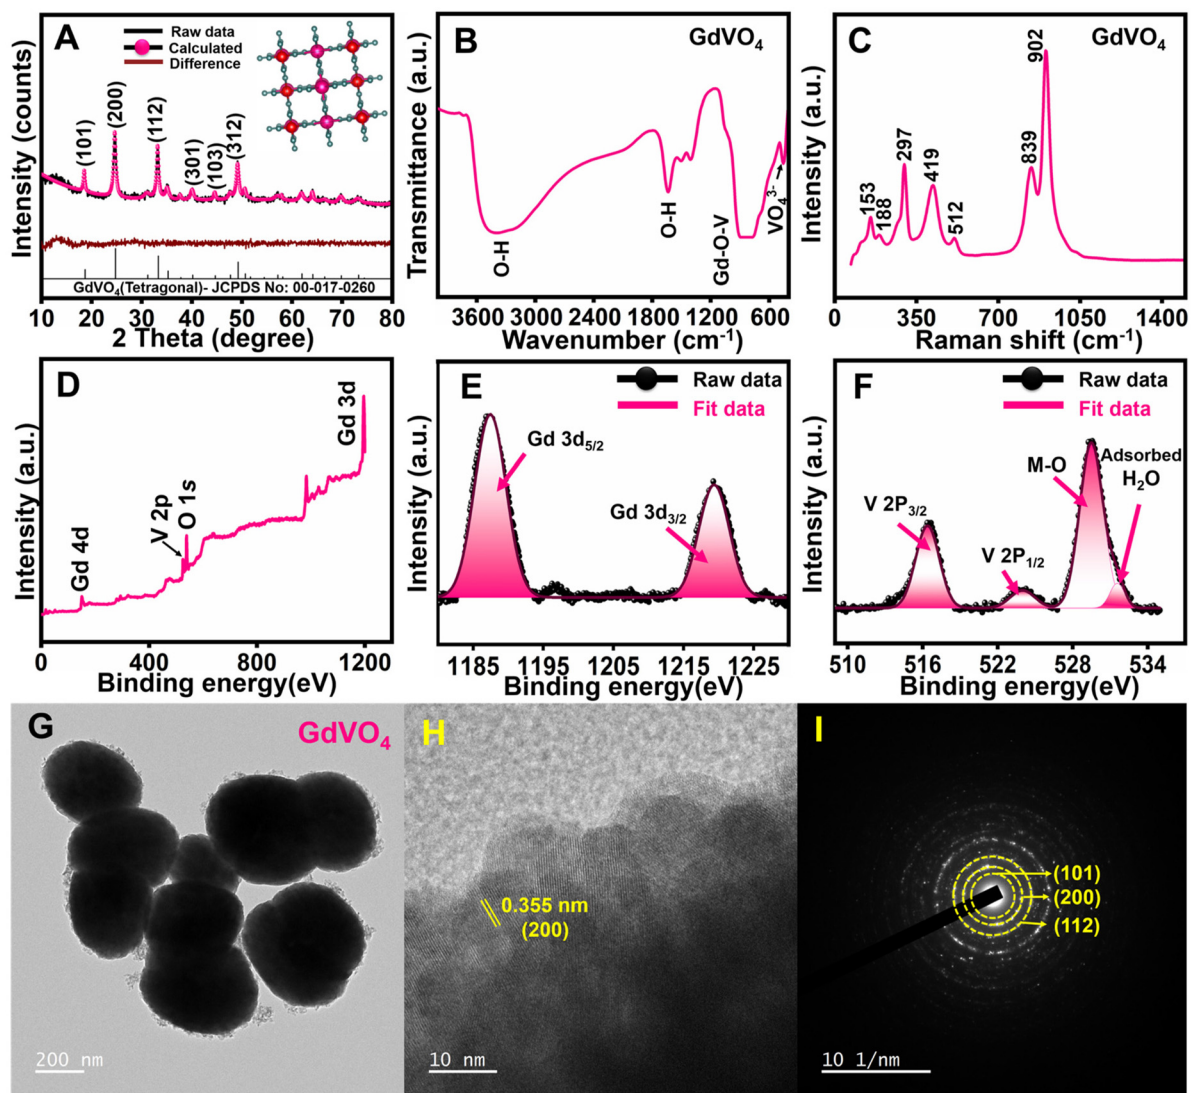 A
Raw data
Calculated
Difference
(101)
(200)
(112)
(301)
(103)
(312)
GdVO4(Tetragonal)- JCPDS No: 00-017-0260
10 20 30 40 50 60 70 80
2 Theta (degree)
Intensity (counts)
B
GdVO4
O-H
O-H
Gd-O-V
VO4 3-
3600 3000 2400 1800 1200 600
Wavenumber (cm-1)
Transmittance (a.u.)
C
GdVO4
153
188
297
419
512
839
902
0 350 700 1050 1400
Raman shift (cm-1)
Intensity (a.u.)
D
Gd 4d
V 2p
O 1s
Gd 3d
0 400 800 1200
Binding energy(eV)
Intensity (a.u.)
E
Raw data
Fit data
Gd 3d5/2
Gd 3d3/2
1185 1195 1205 1215 1225
Binding energy(eV)
Intensity (a.u.)
F
Raw data
Fit data
V 2P3/2
V 2P1/2
M-O
Adsorbed
H2O
510 516 522 528 534
Binding energy(eV)
Intensity (a.u.)
G
GdVO4
200 nm
H
0.355 nm
(200)
10 nm
I
(101)
(200)
(112)
10 1/nm